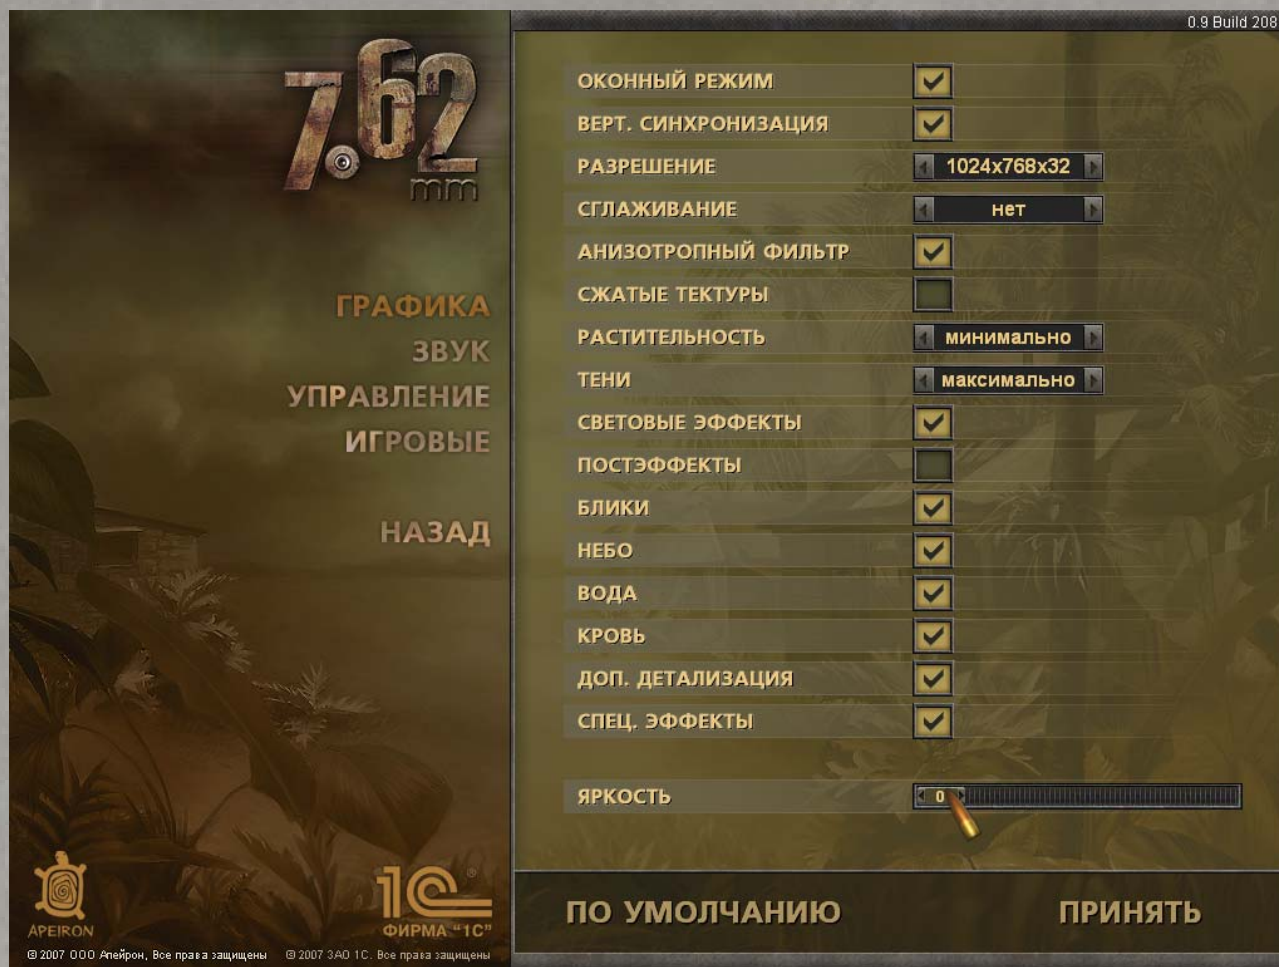 0.9 Build 208
7.62
mm
ГРАФИКА
ЗВУК
УПРАВЛЕНИЕ
ИГРОВЫЕ
НАЗАД
ОКОННЫЙ РЕЖИМ
ВЕРТ. СИНХРОНИЗАЦИЯ
РАЗРЕШЕНИЕ 1024x768x32
СГЛАЖИВАНИЕ нет
АНИЗОТРОПНЫЙ ФИЛЬТР
СЖАТЫЕ ТЕКТУРЫ
РАСТИТЕЛЬНОСТЬ минимально
ТЕНИ максимально
СВЕТОВЫЕ ЭФФЕКТЫ
ПОСТЭФФЕКТЫ
БЛИКИ
НЕБО
ВОДА
КРОВЬ
ДОП. ДЕТАЛИЗАЦИЯ
СПЕЦ. ЭФФЕКТЫ
ЯРКОСТЬ 0
ПО УМОЛЧАНИЮ ПРИНЯТЬ
APEIRON
1С®
ФИРМА "1С"
© 2007 ООО Апейрон, Все права защищены © 2007 ЗАО 1С. Все права защищены